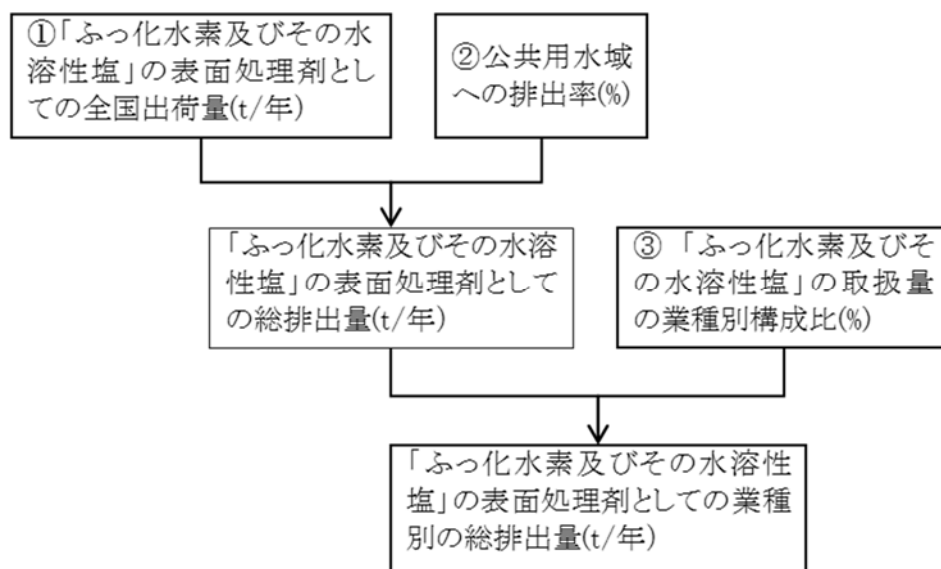 ①「ふっ化水素及びその水
溶性塩」の表面処理剤とし
ての全国出荷量(t/年)
②公共用水域
への排出率(%)
「ふっ化水素及びその水溶
性塩」の表面処理剤として
の総排出量(t/年)
③ 「ふっ化水素及びそ
の水溶性塩」の取扱量
の業種別構成比(%)
「ふっ化水素及びその水溶性
塩」の表面処理剤としての業種
別の総排出量(t/年)